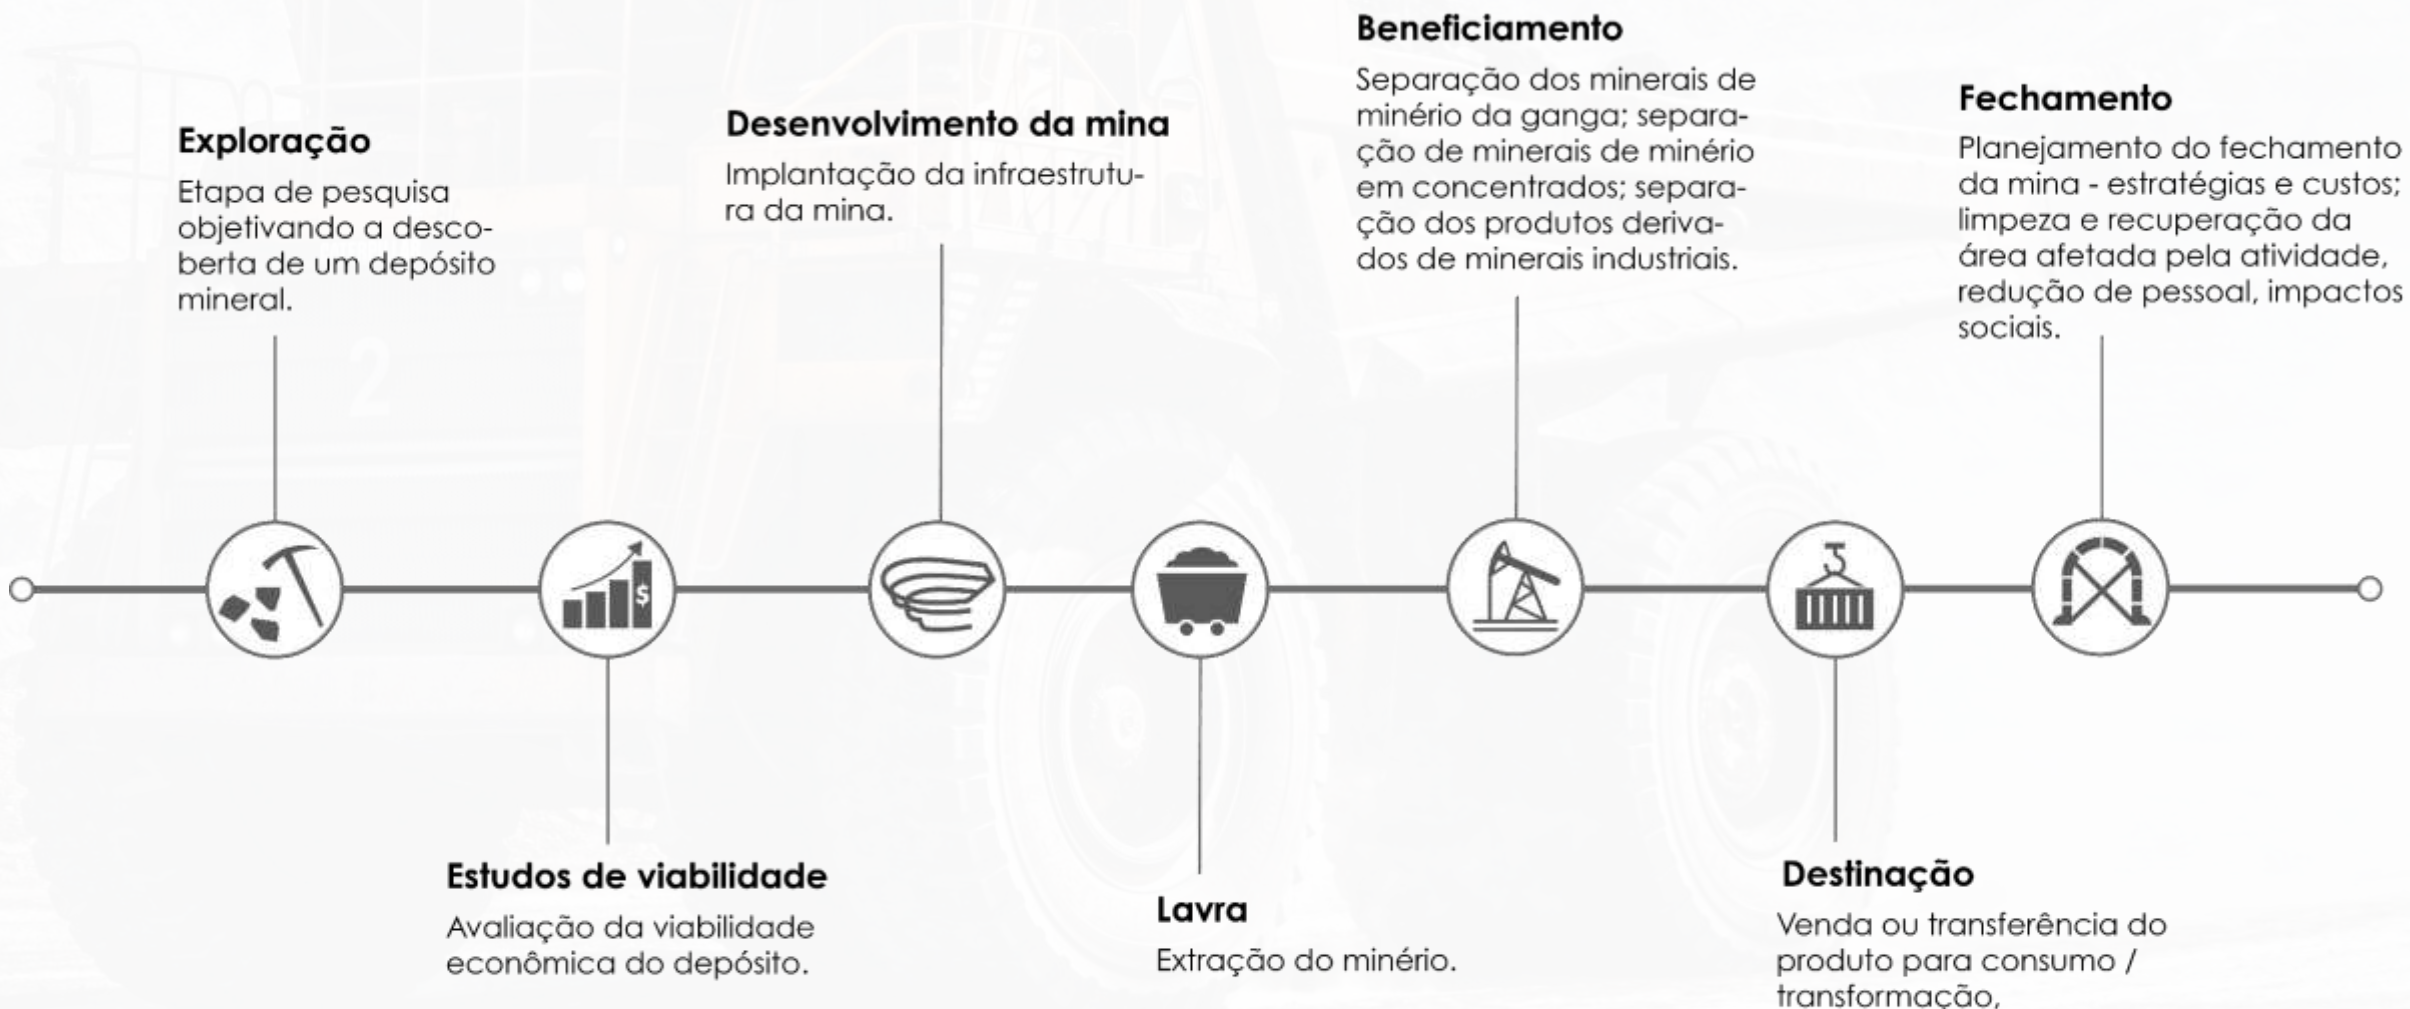 Exploração
Etapa de pesquisa
objetivando a desco-
berta de um depósito
mineral.
Estudos de viabilidade
Avaliação da viabilidade
econômica do depósito.
Desenvolvimento da mina
Implantação da infraestrutu-
ra da mina.
Lavra
Extração do minério.
Beneficiamento
Separação dos minerais de
minério da ganga; separa-
ção de minerais de minério
em concentrados; separa-
ção dos produtos deriva-
dos de minerais industriais.
Destinação
Venda ou transferência do
produto para consumo /
transformação,
Fechamento
Planejamento do fechamento
da mina - estratégias e custos;
limpeza e recuperação da
área afetada pela atividade,
redução de pessoal, impactos
sociais.
2
$